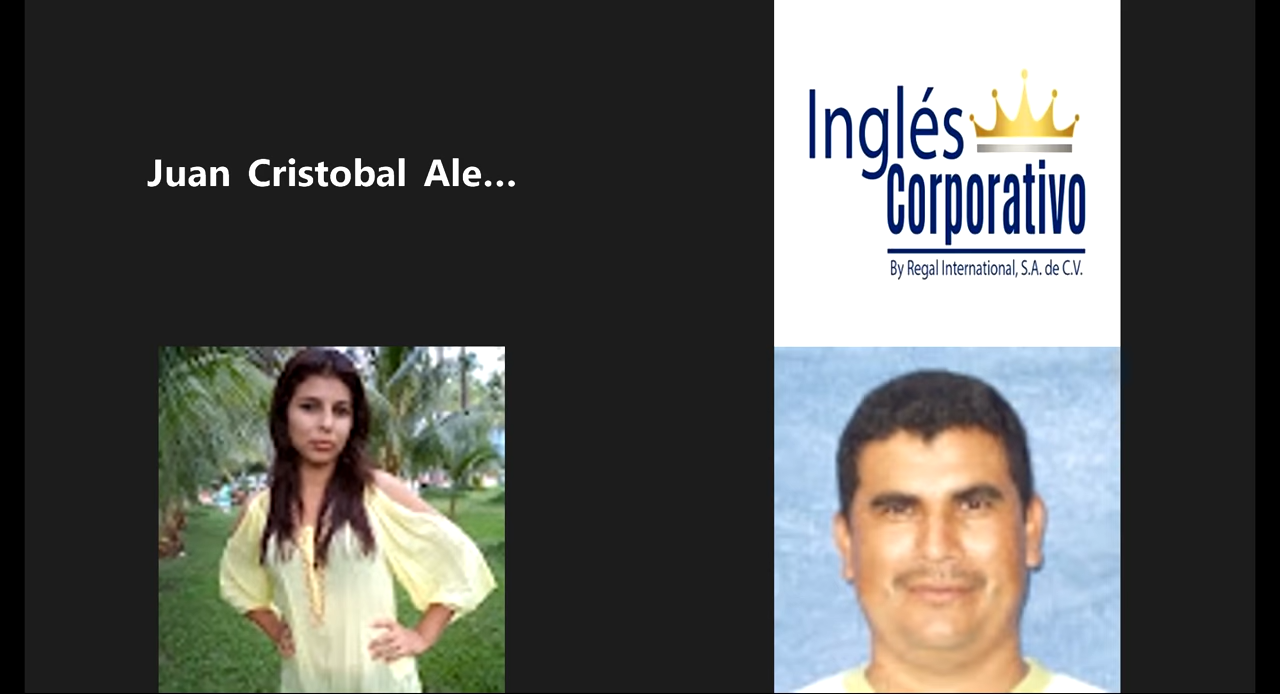 Juan Cristobal Ale...
Inglés
Corporativo
By Regal International, S.A. de C.V.